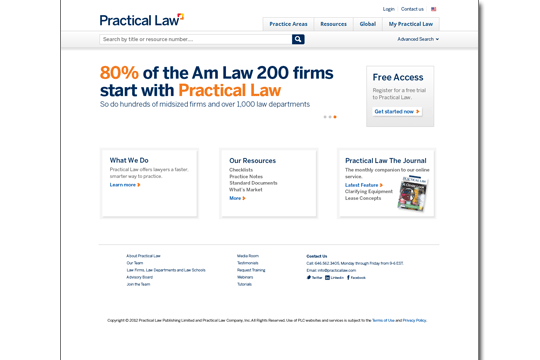 Login Contact us
Practical Law
Practice Areas Resources Global My Practical Law
Search by title or resource number.... Advanced Search
80% of the Am Law 200 firms
start with Practical Law
So do hundreds of midsized firms and over 1,000 law departments
Free Access
Register for a free trial
to Practical Law.
Get started now
What We Do
Practical Law offers lawyers a faster,
smarter way to practice.
Learn more
Our Resources
Checklists
Practice Notes
Standard Documents
What's Market
More
Practical Law The Journal
The monthly companion to our online
service.
Latest Feature
Clarifying Equipment
Lease Concepts
About Practical Law
Our Team
Law Firms, Law Departments and Law Schools
Advisory Board
Join the Team
Media Room
Testimonials
Request Training
Webinars
Tutorials
Contact Us
Call: 646.562.3405, Monday through Friday from 9-6 EST.
Email: info@practicallaw.com
Twitter LinkedIn Facebook
Copyright © 2012 Practical Law Publishing Limited and Practical Law Company, Inc. All Rights Reserved. Use of PLC websites and services is subject to the Terms of Use and Privacy Policy.